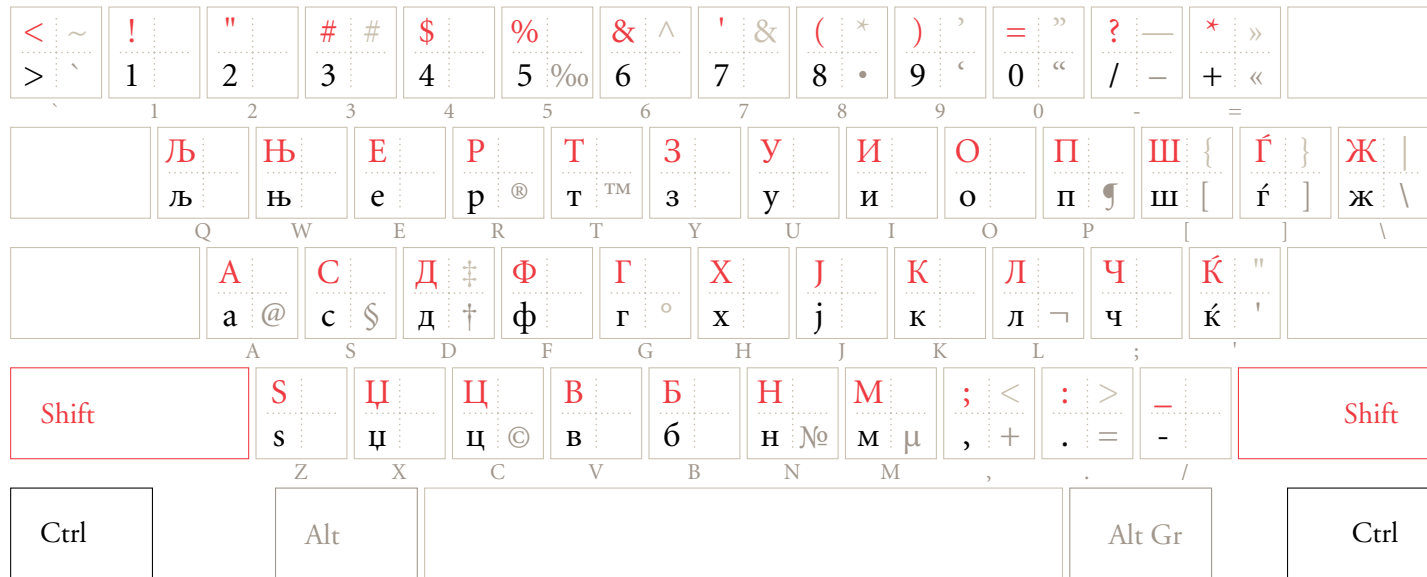 < ~ ! " # # $ % & ^ ' & ( * ) ’ = ” ? — * »
> ` 1 2 3 4 5 ‰ 6 7 8 • 9 ‘ 0 “ / – + «
` 1 2 3 4 5 6 7 8 9 0 - =
Љ Њ Е Р Т З У И О П Ш { Ѓ } Ж |
љ њ е р ® т ™ з у и о п ¶ ш [ ѓ ] ж \
Q W E R T Y U I O P [ ] \
А С Д ‡ Ф Г Х Ј К Л Ч Ќ "
а @ с § д † ф г ° х ј к л ¬ ч ќ '
A S D F G H J K L ; '
Shift Ѕ Џ Ц В Б Н М ; < : > _ Shift
ѕ џ ц © в б н № м µ , + . = -
Z X C V B N M , . /
Ctrl Alt Alt Gr Ctrl